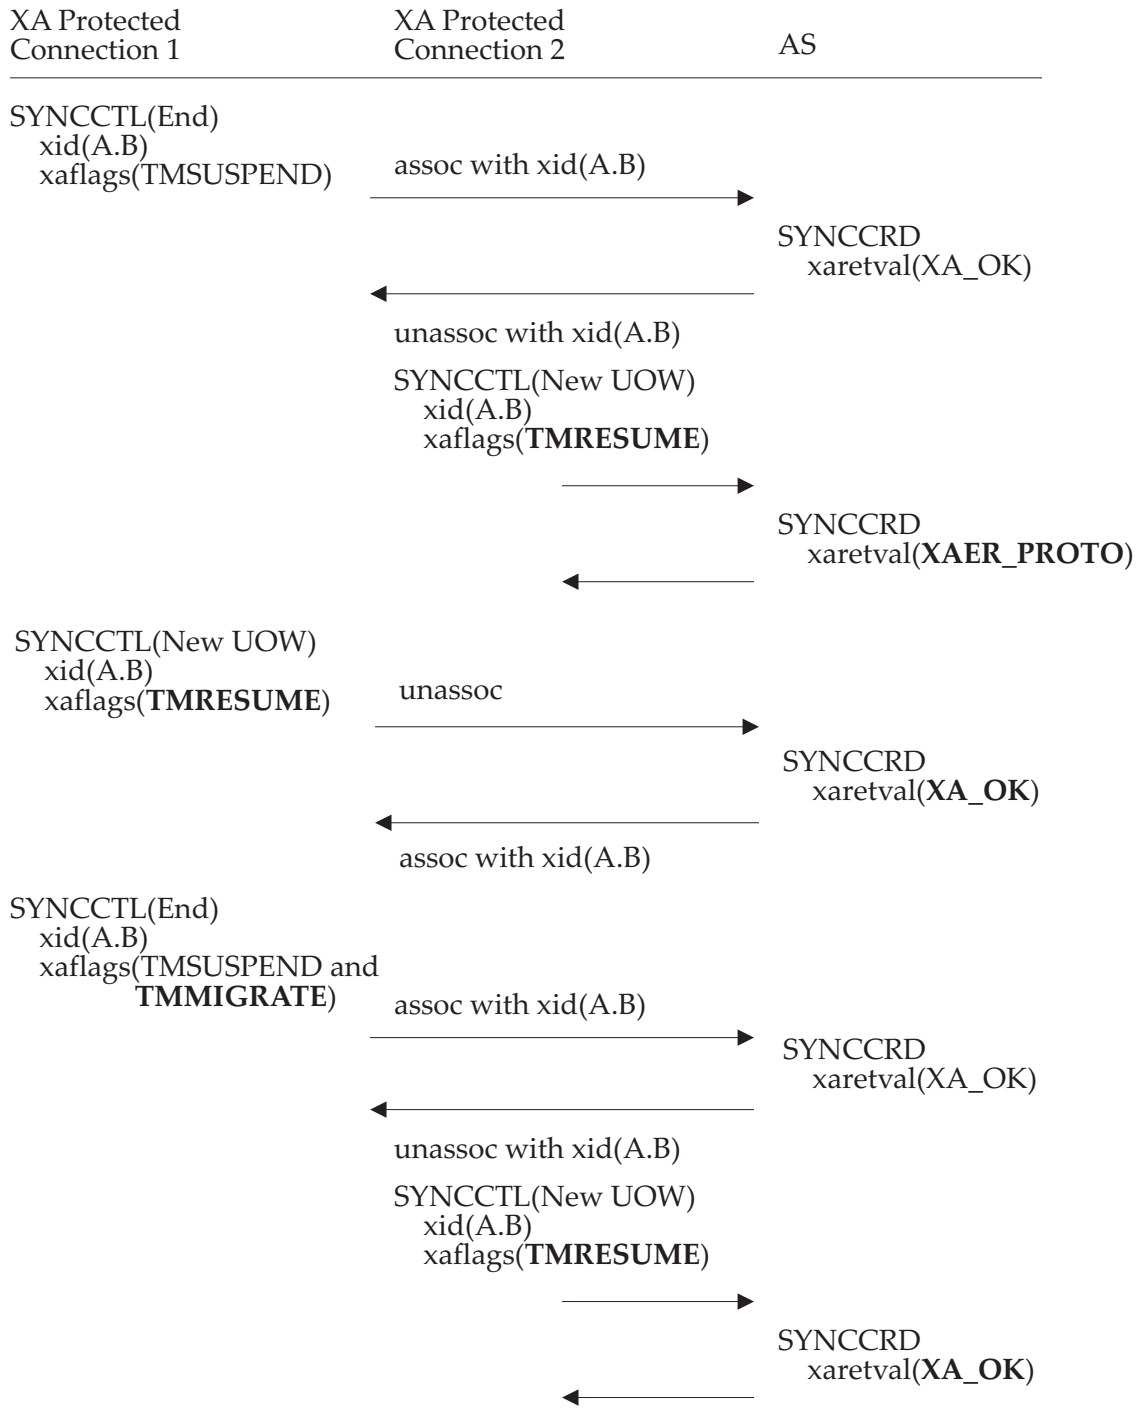 XA Protected
Connection 1
XA Protected
Connection 2
AS
SYNCCTL(End)
xid(A.B)
xaflags(TMSUSPEND)
assoc with xid(A.B)
SYNCCRD
xaretval(XA_OK)
unassoc with xid(A.B)
SYNCCTL(New UOW)
xid(A.B)
xaflags(TMRESUME)
SYNCCRD
xaretval(XAER_PROTO)
SYNCCTL(New UOW)
xid(A.B)
xaflags(TMRESUME)
unassoc
SYNCCRD
xaretval(XA_OK)
assoc with xid(A.B)
SYNCCTL(End)
xid(A.B)
xaflags(TMSUSPEND and
TMMIGRATE)
assoc with xid(A.B)
SYNCCRD
xaretval(XA_OK)
unassoc with xid(A.B)
SYNCCTL(New UOW)
xid(A.B)
xaflags(TMRESUME)
SYNCCRD
xaretval(XA_OK)